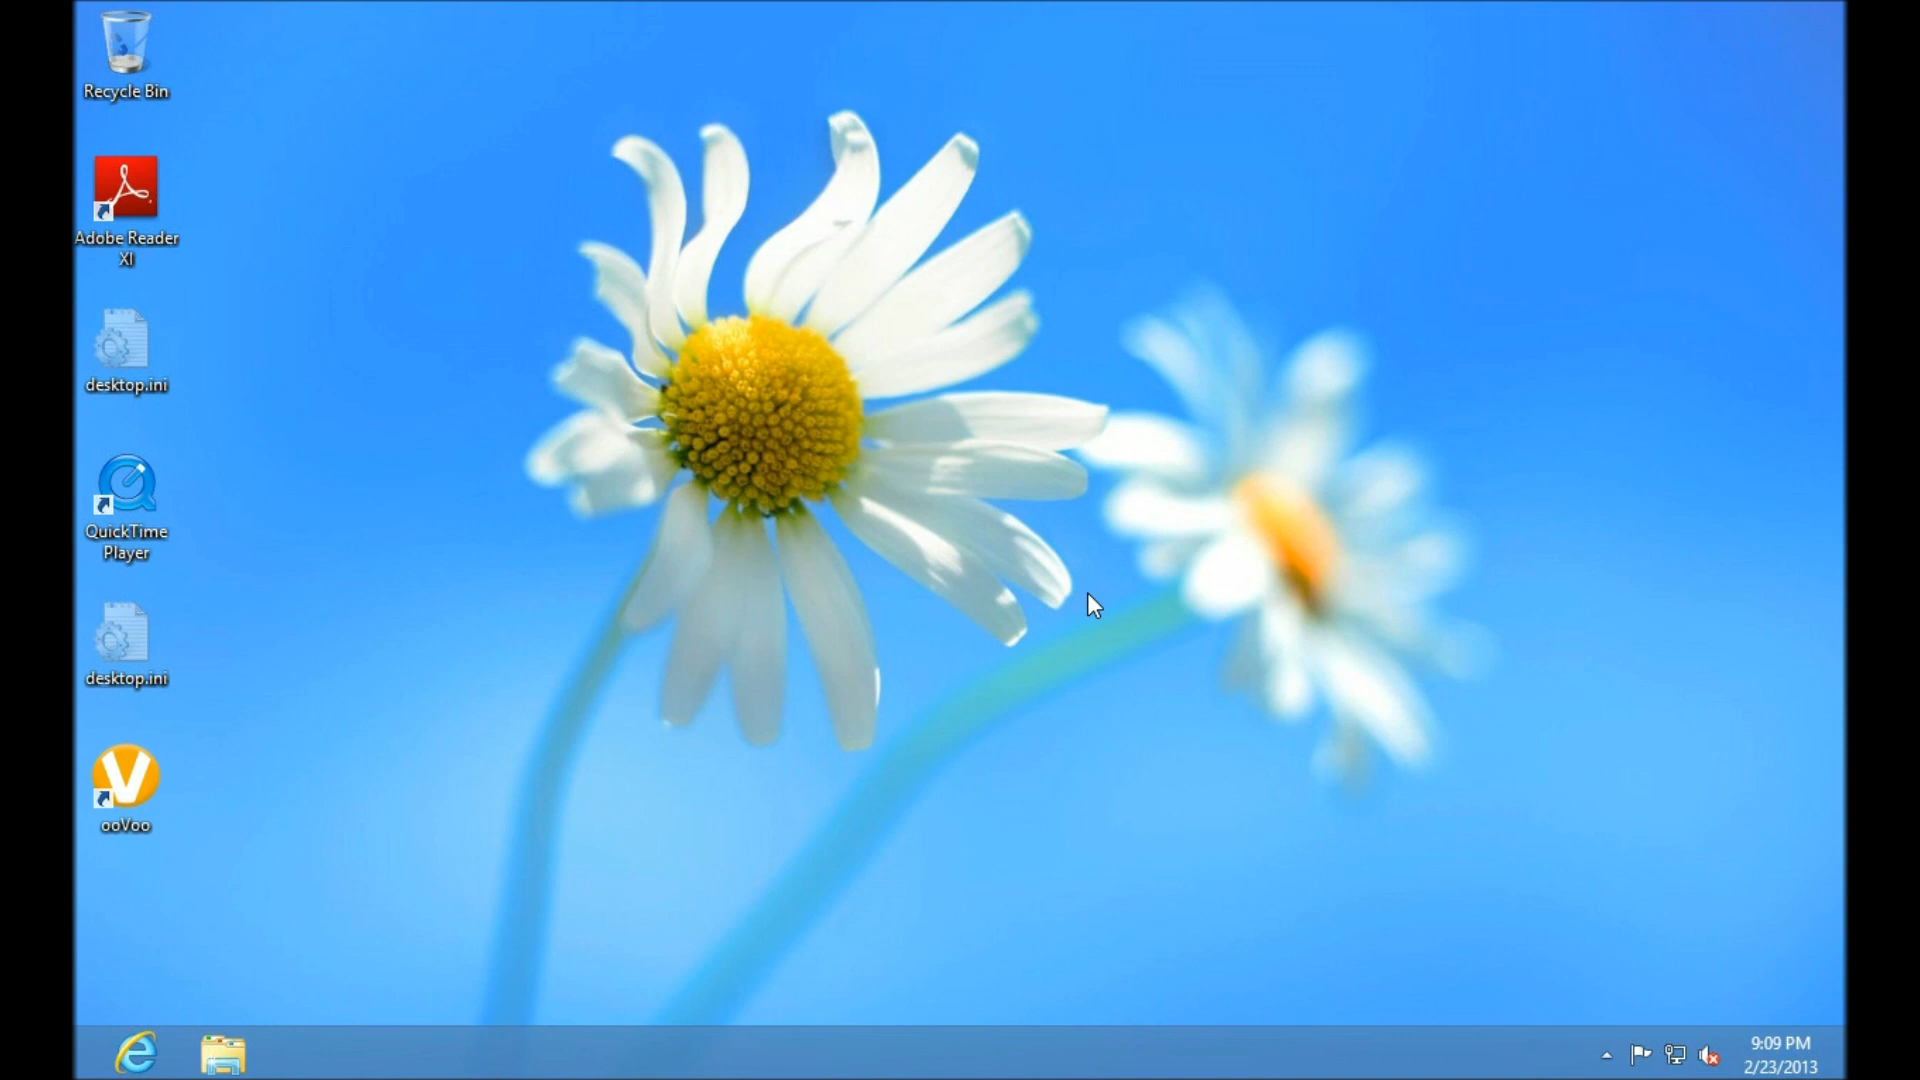 Recycle Bin
Adobe Reader
XI
desktop.ini
QuickTime
Player
desktop.ini
ooVoo
9:09 PM
2/23/2013